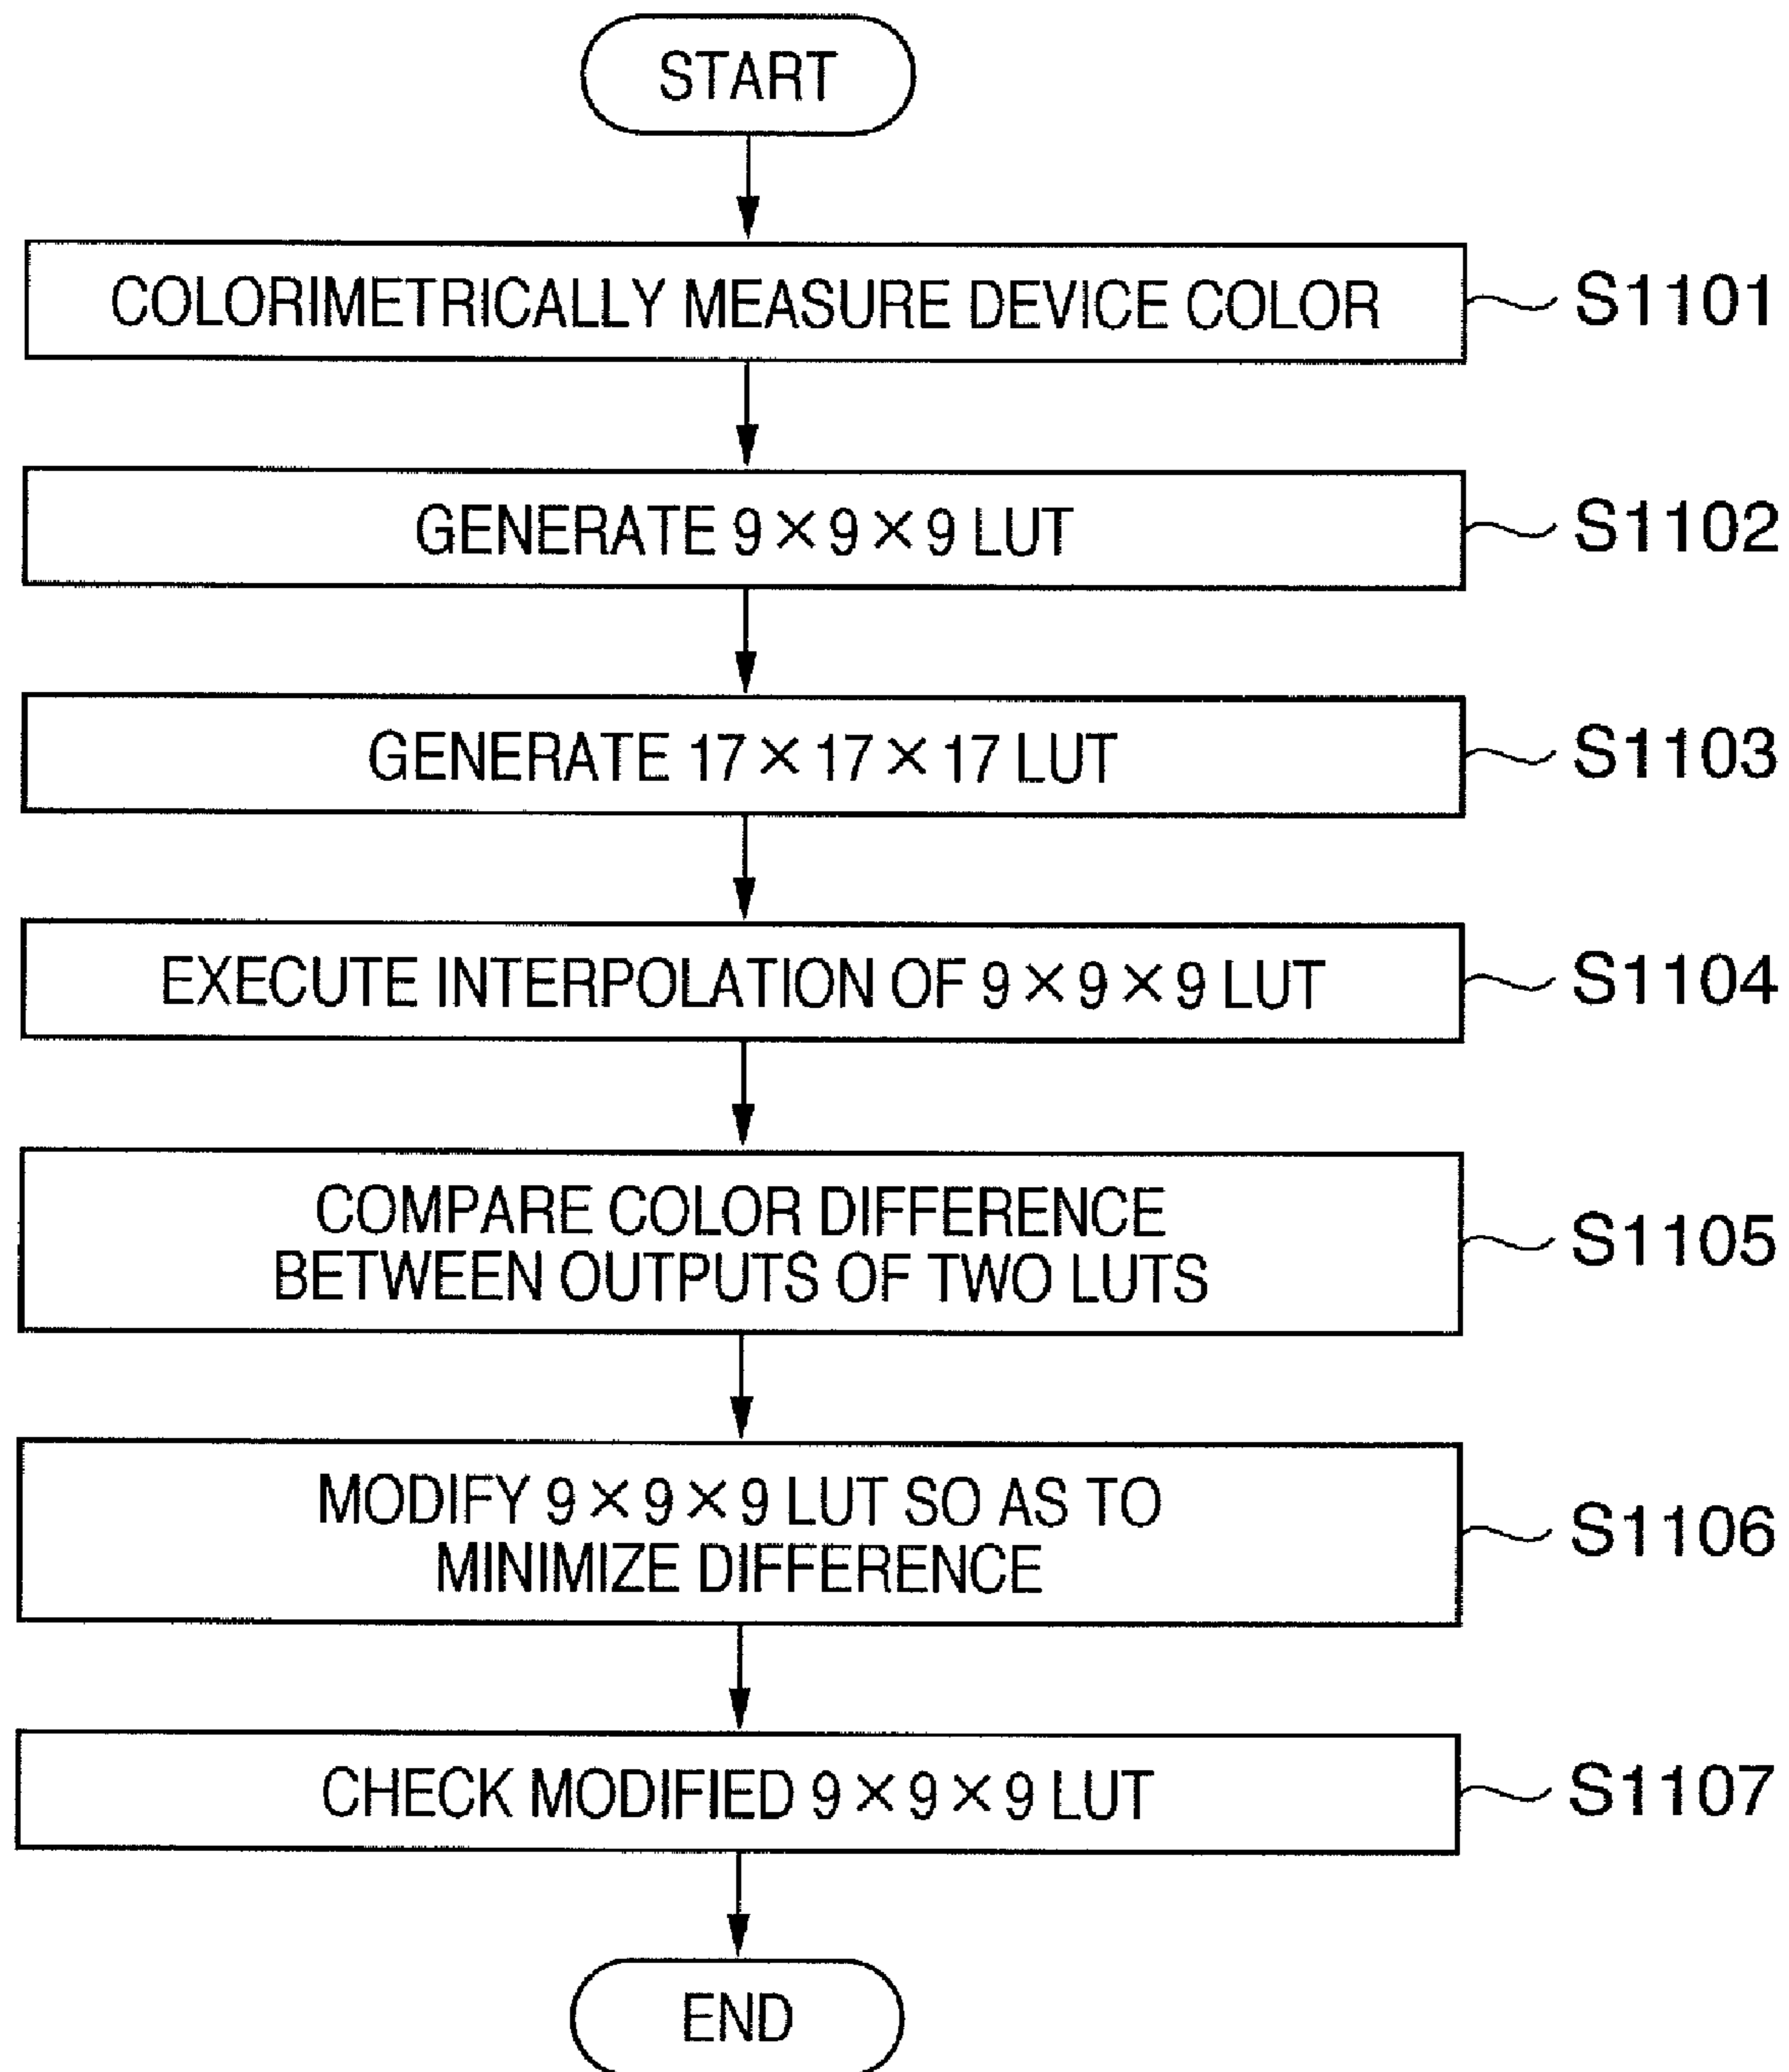 START
COLORIMETRICALLY MEASURE DEVICE COLOR
S1101
GENERATE 9×9×9 LUT
S1102
GENERATE 17×17×17 LUT
S1103
EXECUTE INTERPOLATION OF 9×9×9 LUT
S1104
COMPARE COLOR DIFFERENCE
BETWEEN OUTPUTS OF TWO LUTS
S1105
MODIFY 9×9×9 LUT SO AS TO
MINIMIZE DIFFERENCE
S1106
CHECK MODIFIED 9×9×9 LUT
S1107
END